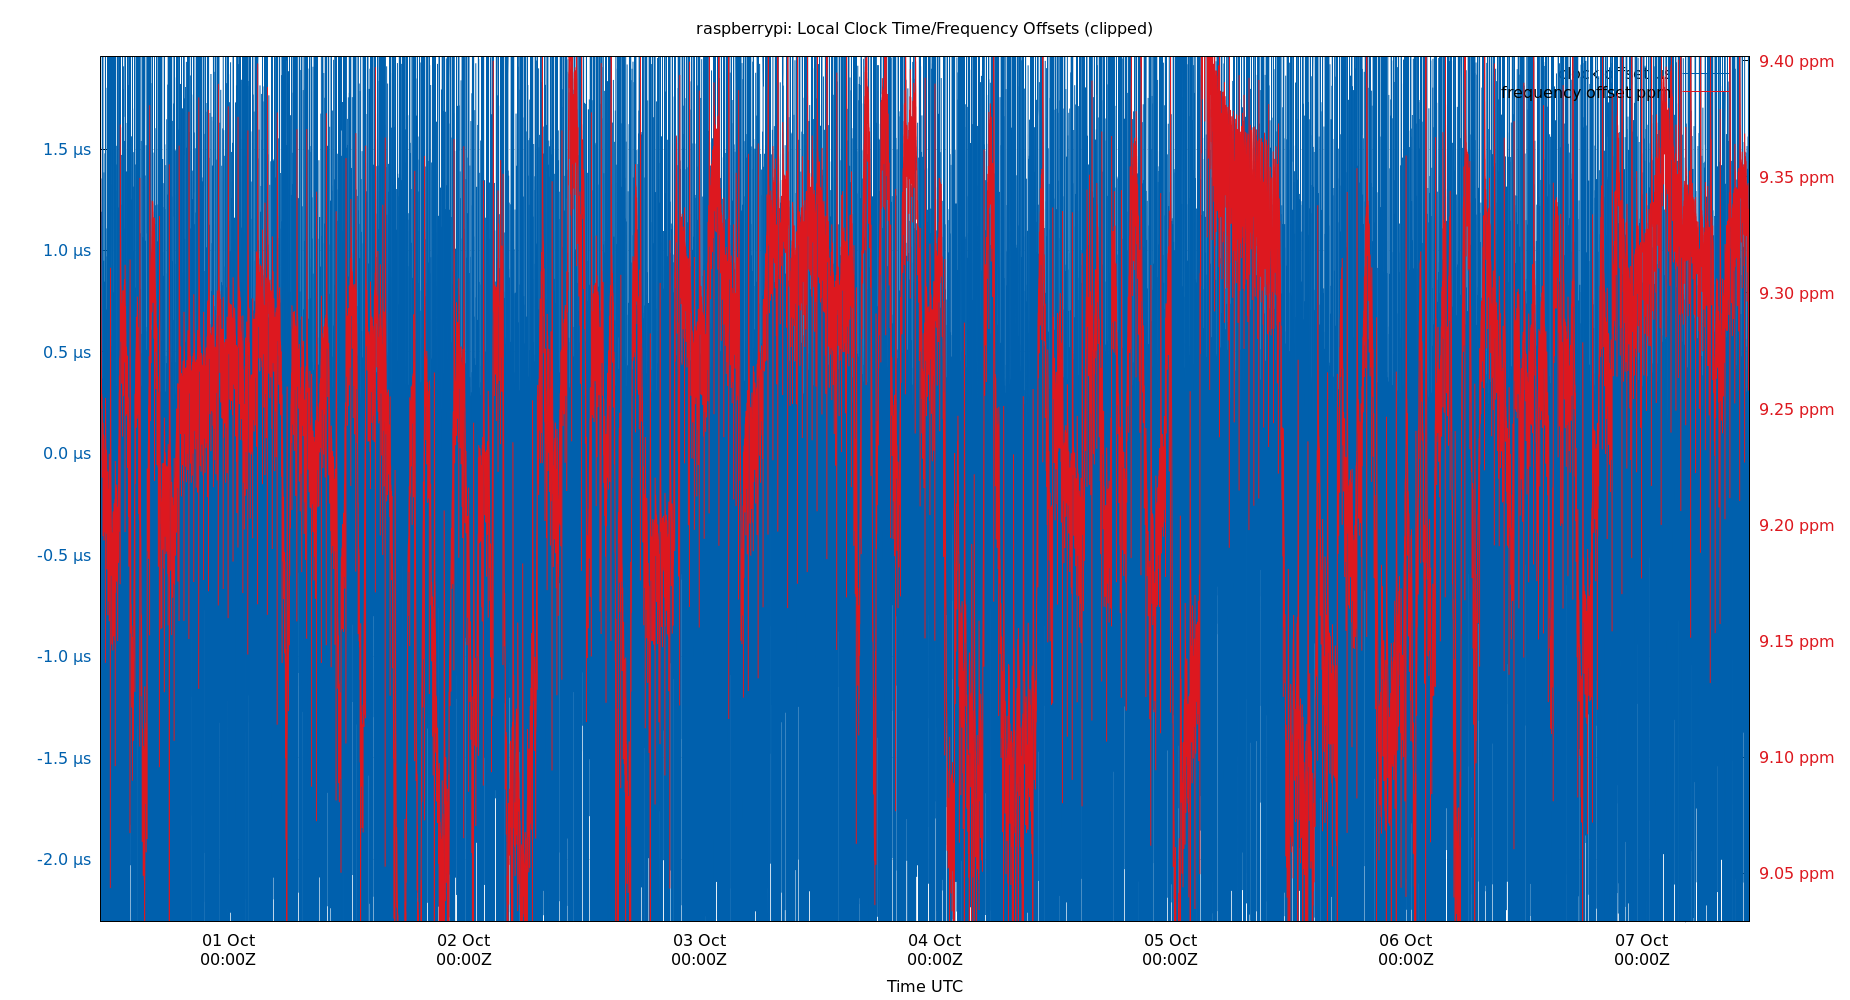 raspberrypi: Local Clock Time/Frequency Offsets (clipped)
clock offset µs
frequency offset ppm
1.5 µs
1.0 µs
0.5 µs
0.0 µs
-0.5 µs
-1.0 µs
-1.5 µs
-2.0 µs
9.40 ppm
9.35 ppm
9.30 ppm
9.25 ppm
9.20 ppm
9.15 ppm
9.10 ppm
9.05 ppm
01 Oct
00:00Z
02 Oct
00:00Z
03 Oct
00:00Z
04 Oct
00:00Z
05 Oct
00:00Z
06 Oct
00:00Z
07 Oct
00:00Z
Time UTC